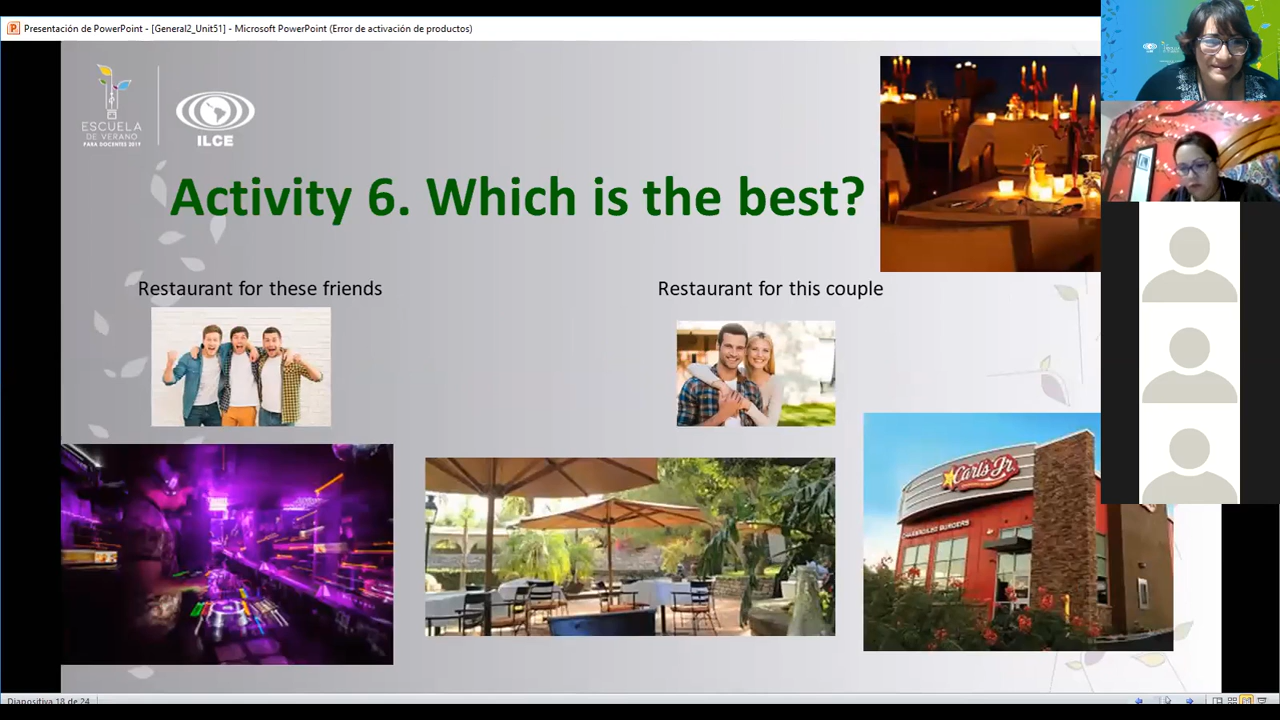 Presentación de PowerPoint - [General2_Unit51] - Microsoft PowerPoint (Error de activación de productos)
ESCUELA
DE VERANO
PARA DOCENTES 2019
ILCE
Activity 6. Which is the best?
Restaurant for these friends
Restaurant for this couple
Carl's Jr.
CHARBROILED BURGERS
Diapositiva 18 de 24